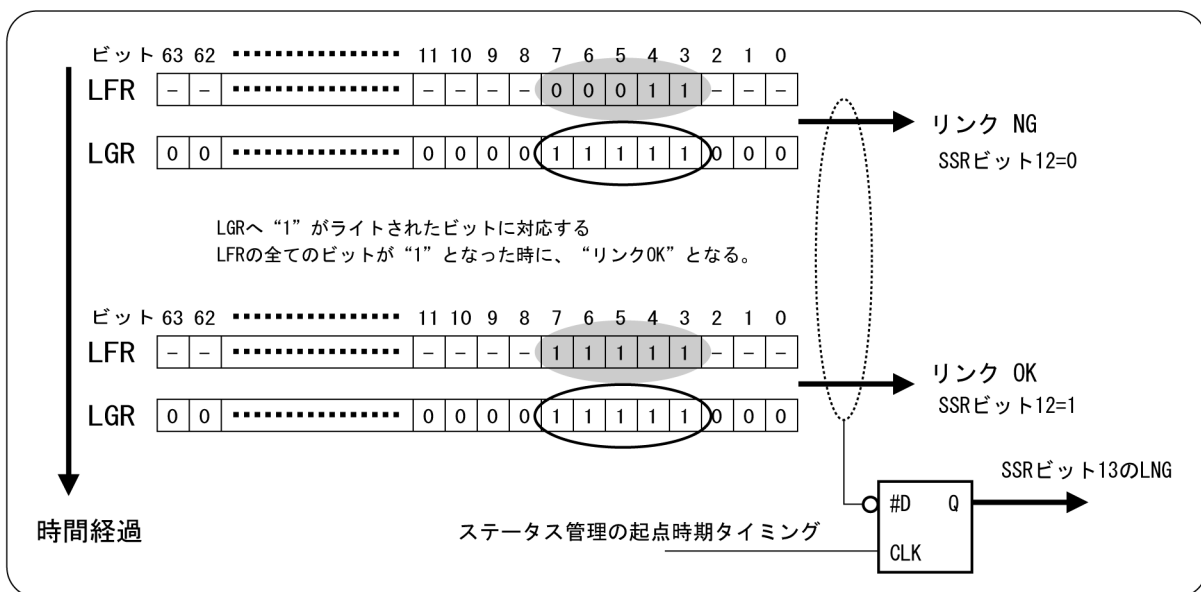 ビット 63 62 ・・・・・・・・・・・・・・・・ 11 10 9 8 7 6 5 4 3 2 1 0
LFR － － ・・・・・・・・・・・・・・・・ － － － － 0 0 0 1 1 － － －
LGR 0 0 ・・・・・・・・・・・・・・・・ 0 0 0 0 1 1 1 1 1 0 0 0
リンク NG
SSRビット12=0
LGRへ“1”がライトされたビットに対応する
LFRの全てのビットが“1”となった時に、“リンクOK”となる。
ビット 63 62 ・・・・・・・・・・・・・・・・ 11 10 9 8 7 6 5 4 3 2 1 0
LFR － － ・・・・・・・・・・・・・・・・ － － － － 1 1 1 1 1 － － －
LGR 0 0 ・・・・・・・・・・・・・・・・ 0 0 0 0 1 1 1 1 1 0 0 0
リンク OK
SSRビット12=1
時間経過
SSRビット13のLNG
#D Q
ステータス管理の起点時期タイミング
CLK